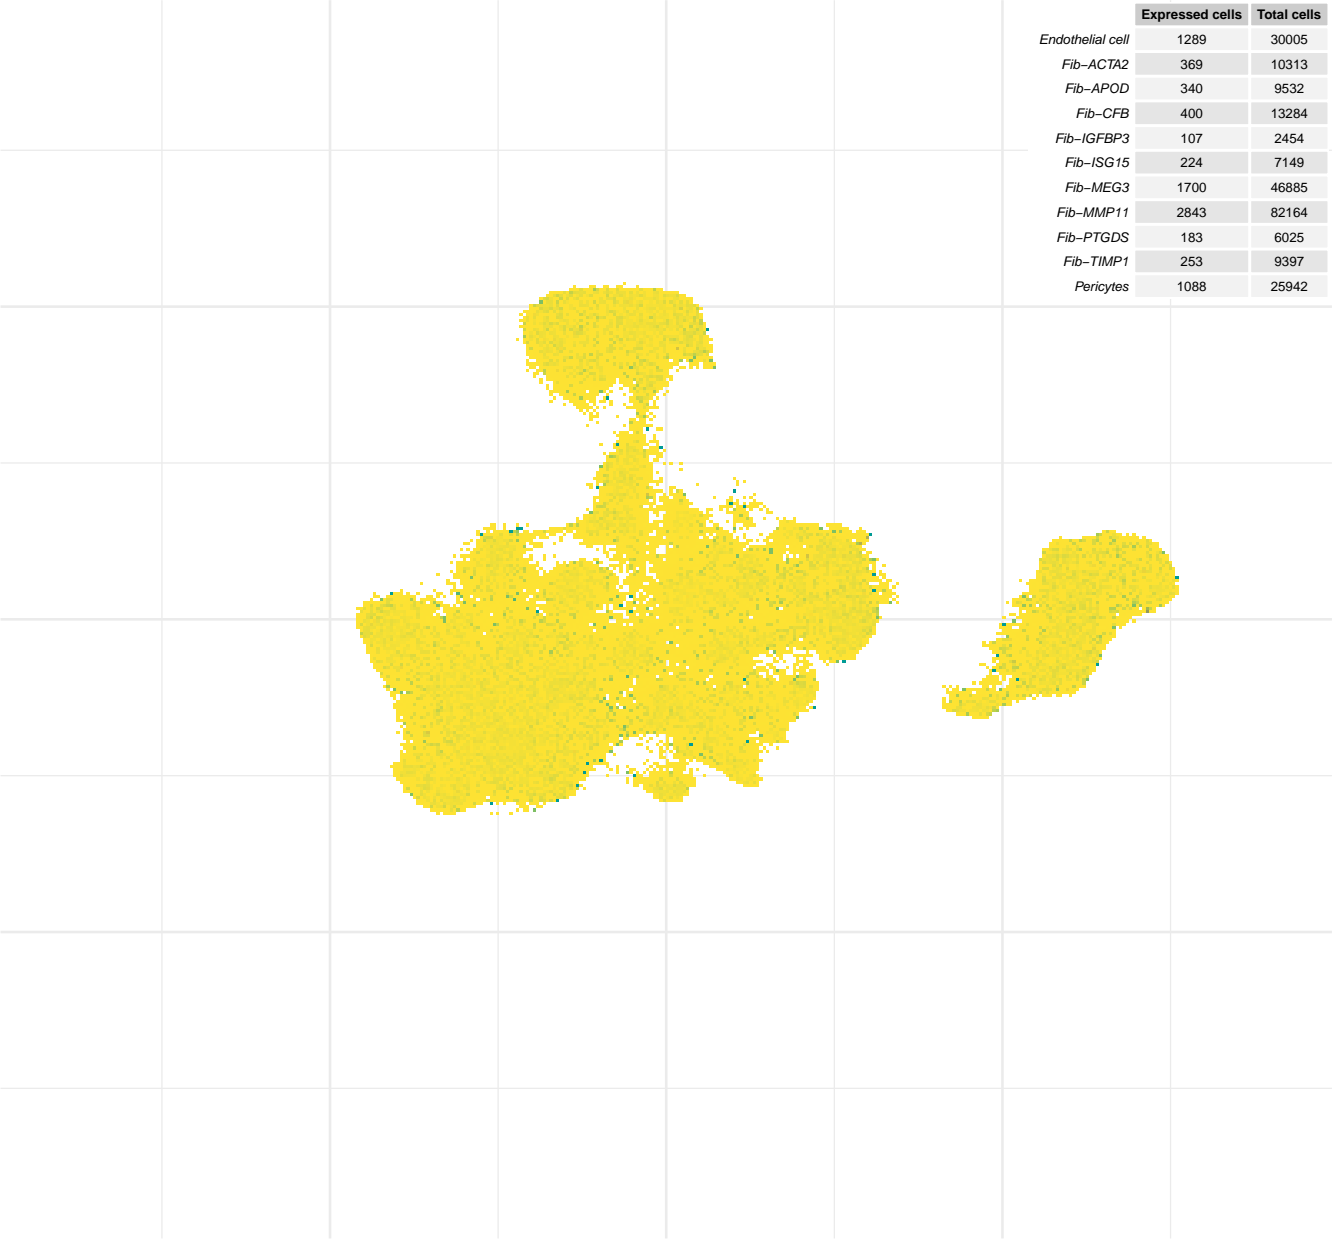 Expressed cells Total cells
Endothelial cell 1289 30005
Fib−ACTA2 369 10313
Fib−APOD 340 9532
Fib−CFB 400 13284
Fib−IGFBP3 107 2454
Fib−ISG15 224 7149
Fib−MEG3 1700 46885
Fib−MMP11 2843 82164
Fib−PTGDS 183 6025
Fib−TIMP1 253 9397
Pericytes 1088 25942